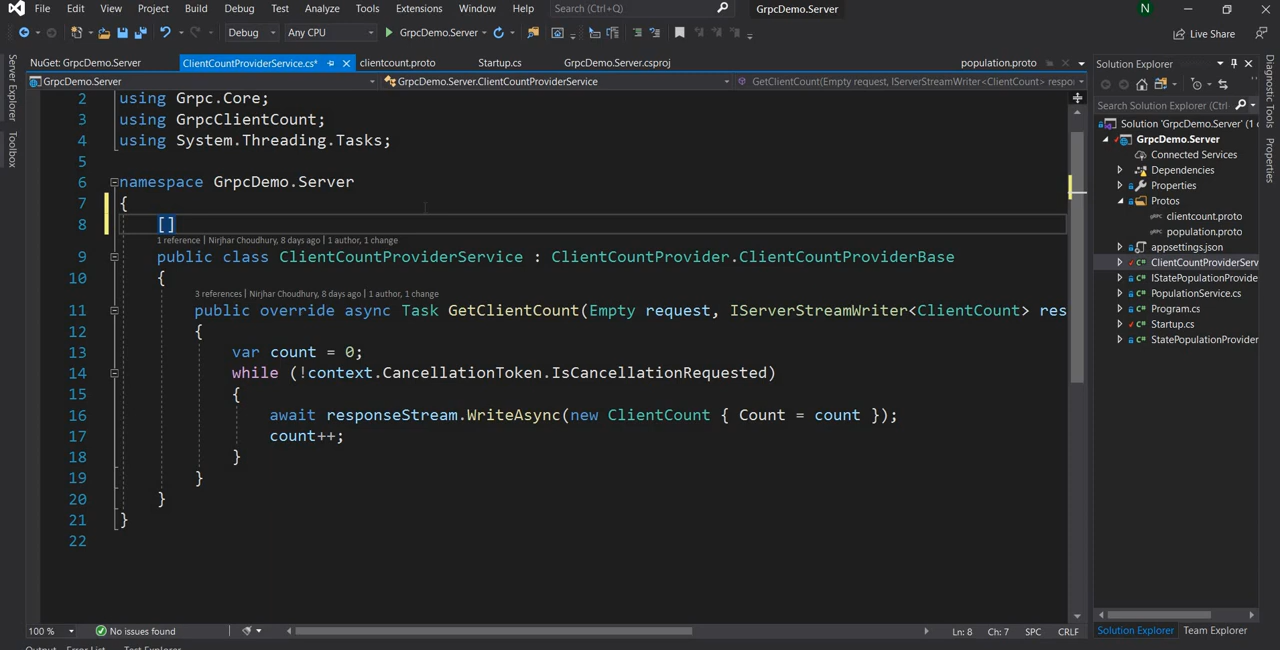 File Edit View Project Build Debug Test Analyze Tools Extensions Window Help Search (Ctrl+Q) GrpcDemo.Server N
Debug Any CPU GrpcDemo.Server Live Share
NuGet: GrpcDemo.Server ClientCountProviderService.cs* clientcount.proto Startup.cs GrpcDemo.Server.csproj population.proto
GrpcDemo.Server GrpcDemo.Server.ClientCountProviderService GetClientCount(Empty request, IServerStreamWriter<ClientCount> respo
Server Explorer
Toolbox
2 using Grpc.Core;
3 using GrpcClientCount;
4 using System.Threading.Tasks;
5
6 namespace GrpcDemo.Server
7 {
8 []
1 reference | Nirjhar Choudhury, 8 days ago | 1 author, 1 change
9 public class ClientCountProviderService : ClientCountProvider.ClientCountProviderBase
10 {
3 references | Nirjhar Choudhury, 8 days ago | 1 author, 1 change
11 public override async Task GetClientCount(Empty request, IServerStreamWriter<ClientCount> res
12 {
13 var count = 0;
14 while (!context.CancellationToken.IsCancellationRequested)
15 {
16 await responseStream.WriteAsync(new ClientCount { Count = count });
17 count++;
18 }
19 }
20 }
21 }
22
100 % No issues found Ln: 8 Ch: 7 SPC CRLF
Output Error List Test Explorer
Solution Explorer
Search Solution Explorer (Ctrl+
Solution 'GrpcDemo.Server' (1 o
GrpcDemo.Server
Connected Services
Dependencies
Properties
Protos
clientcount.proto
population.proto
appsettings.json
ClientCountProviderServ
IStatePopulationProvide
PopulationService.cs
Program.cs
Startup.cs
StatePopulationProvider
Solution Explorer Team Explorer
Diagnostic Tools
Properties